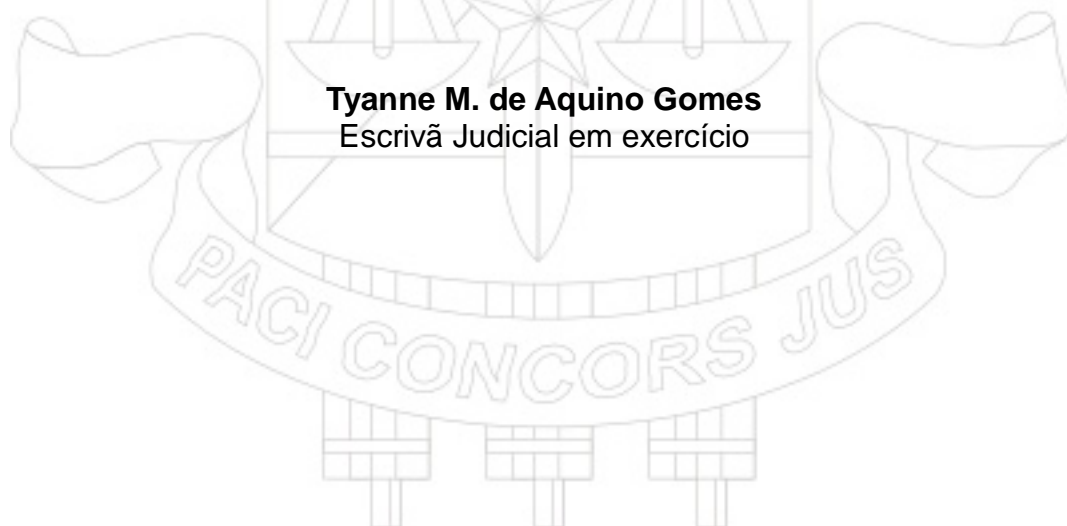 Tyanne M. de Aquino Gomes
Escrivã Judicial em exercício
PACI CONCORS JUS